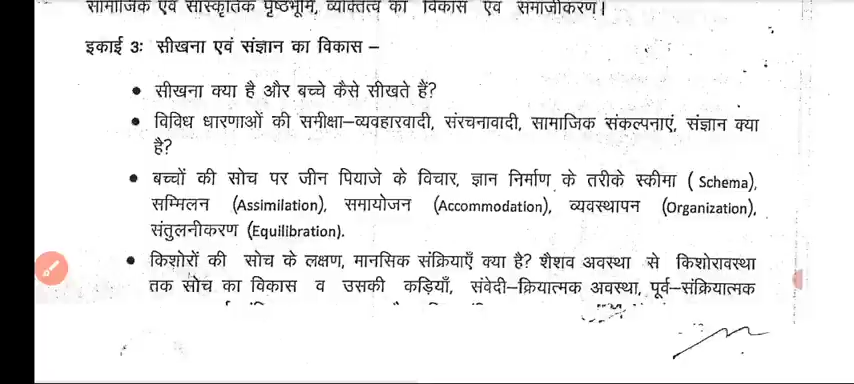 सामाजिक एवं सांस्कृतिक पृष्ठभूमि, व्यक्तित्व का विकास एवं समाजीकरण।
इकाई 3: सीखना एवं संज्ञान का विकास –
• सीखना क्या है और बच्चे कैसे सीखते हैं?
• विविध धारणाओं की समीक्षा–व्यवहारवादी, संरचनावादी, सामाजिक संकल्पनाएं, संज्ञान क्या
है?
• बच्चों की सोच पर जीन पियाजे के विचार, ज्ञान निर्माण के तरीके स्कीमा ( Schema),
सम्मिलन (Assimilation), समायोजन (Accommodation), व्यवस्थापन (Organization),
संतुलनीकरण (Equilibration).
• किशोरों की सोच के लक्षण, मानसिक संक्रियाएँ क्या है? शैशव अवस्था से किशोरावस्था
तक सोच का विकास व उसकी कड़ियाँ, संवेदी–क्रियात्मक अवस्था, पूर्व–संक्रियात्मक